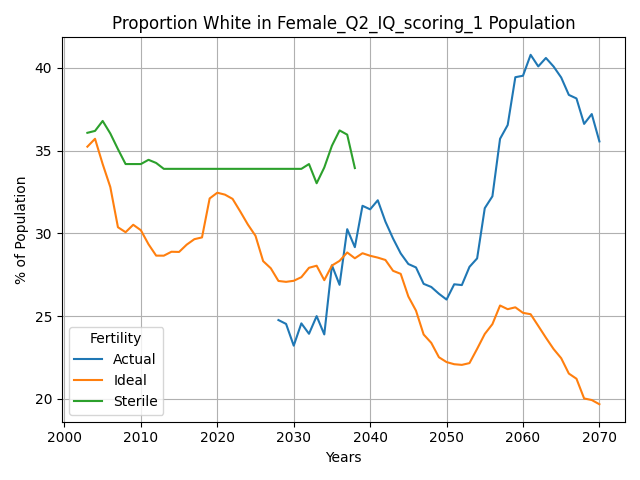 Proportion White in Female_Q2_IQ_scoring_1 Population
% of Population
40
35
30
25
20
Fertility
Actual
Ideal
Sterile
2000 2010 2020 2030 2040 2050 2060 2070
Years